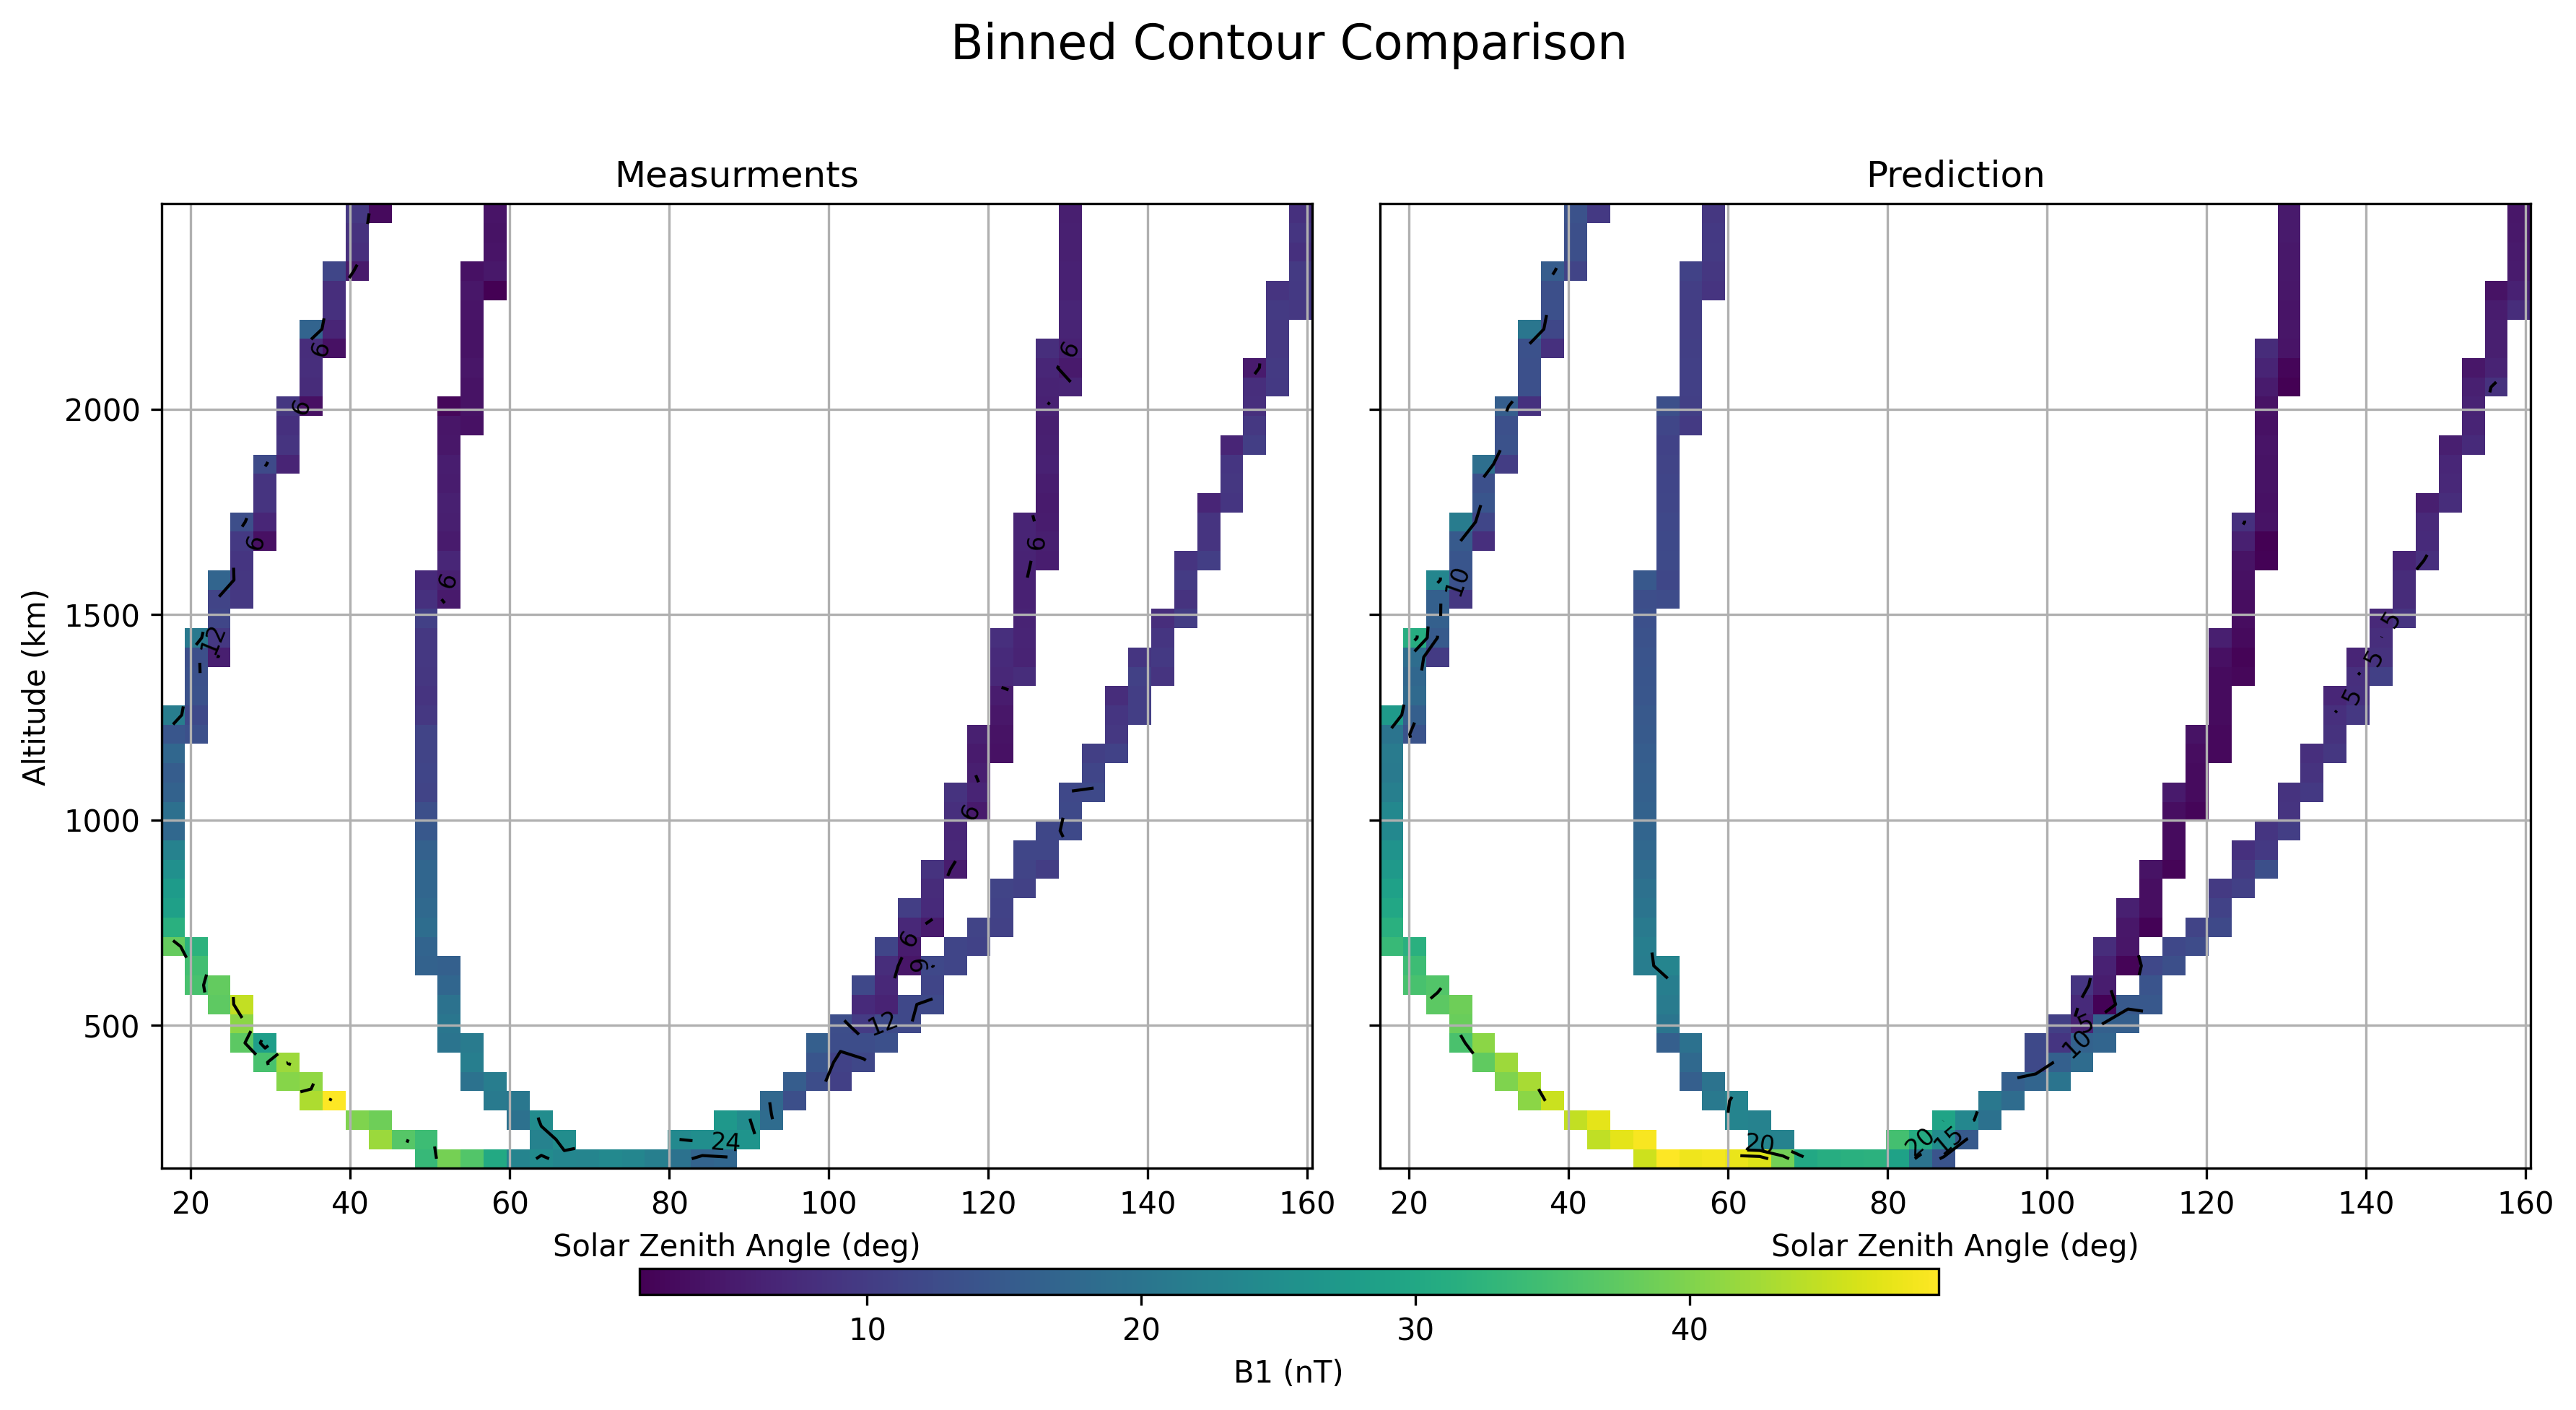 Binned Contour Comparison
Measurments
Prediction
Altitude (km)
2000
1500
1000
500
6
6
6
12
6
6
6
6
6
9
12
24
10
5
5
5
5
10
20
20
15
20 40 60 80 100 120 140 160
20 40 60 80 100 120 140 160
Solar Zenith Angle (deg)
Solar Zenith Angle (deg)
10 20 30 40
B1 (nT)